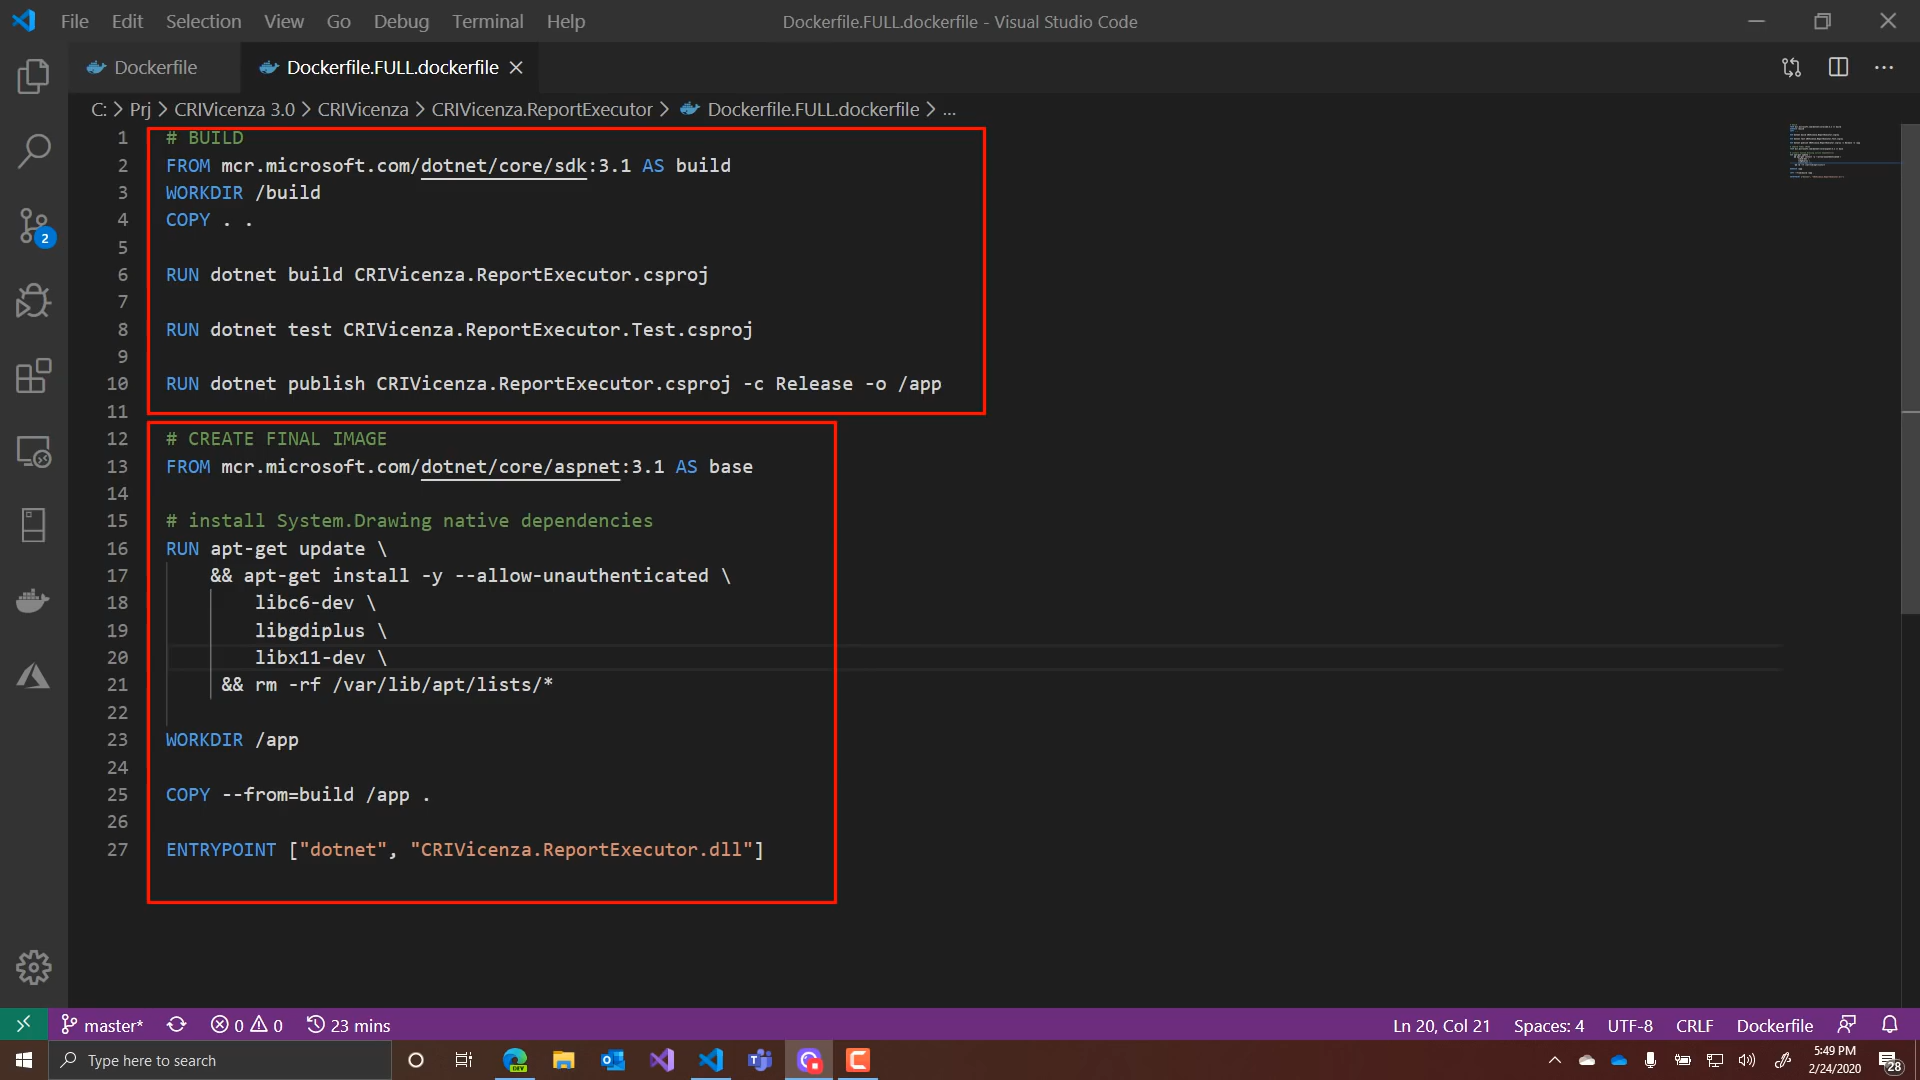 File Edit Selection View Go Debug Terminal Help
Dockerfile.FULL.dockerfile - Visual Studio Code
Dockerfile
Dockerfile.FULL.dockerfile
C: > Prj > CRIVicenza 3.0 > CRIVicenza > CRIVicenza.ReportExecutor > Dockerfile.FULL.dockerfile > ...
1 # BUILD
2 FROM mcr.microsoft.com/dotnet/core/sdk:3.1 AS build
3 WORKDIR /build
4 COPY . .
5
6 RUN dotnet build CRIVicenza.ReportExecutor.csproj
7
8 RUN dotnet test CRIVicenza.ReportExecutor.Test.csproj
9
10 RUN dotnet publish CRIVicenza.ReportExecutor.csproj -c Release -o /app
11
12 # CREATE FINAL IMAGE
13 FROM mcr.microsoft.com/dotnet/core/aspnet:3.1 AS base
14
15 # install System.Drawing native dependencies
16 RUN apt-get update \
17 && apt-get install -y --allow-unauthenticated \
18 libc6-dev \
19 libgdiplus \
20 libx11-dev \
21 && rm -rf /var/lib/apt/lists/*
22
23 WORKDIR /app
24
25 COPY --from=build /app .
26
27 ENTRYPOINT ["dotnet", "CRIVicenza.ReportExecutor.dll"]
2
master* 0 0 23 mins
Ln 20, Col 21 Spaces: 4 UTF-8 CRLF Dockerfile
Type here to search
DEV
5:49 PM
2/24/2020
28